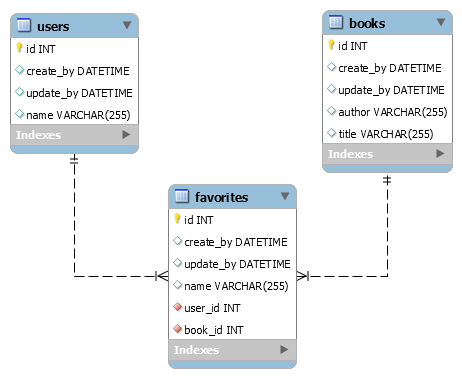 users
id INT
create_by DATETIME
update_by DATETIME
name VARCHAR(255)
Indexes
books
id INT
create_by DATETIME
update_by DATETIME
author VARCHAR(255)
title VARCHAR(255)
Indexes
favorites
id INT
create_by DATETIME
update_by DATETIME
name VARCHAR(255)
user_id INT
book_id INT
Indexes